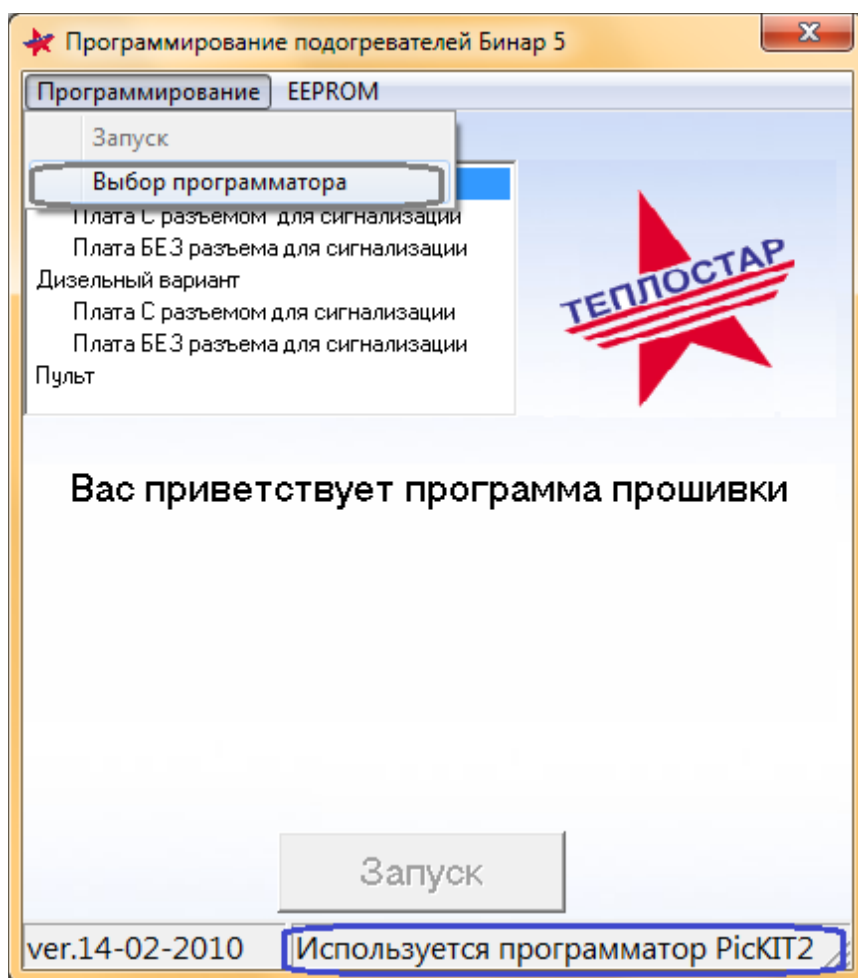 Программирование подогревателей Бинар 5
Программирование EEPROM
Запуск
Выбор программатора
Плата С разъемом для сигнализации
Плата БЕЗ разъема для сигнализации
Дизельный вариант
Плата С разъемом для сигнализации
Плата БЕЗ разъема для сигнализации
Пульт
ТЕПЛОСТАР
Вас приветствует программа прошивки
Запуск
ver.14-02-2010 Используется программатор PicKIT2